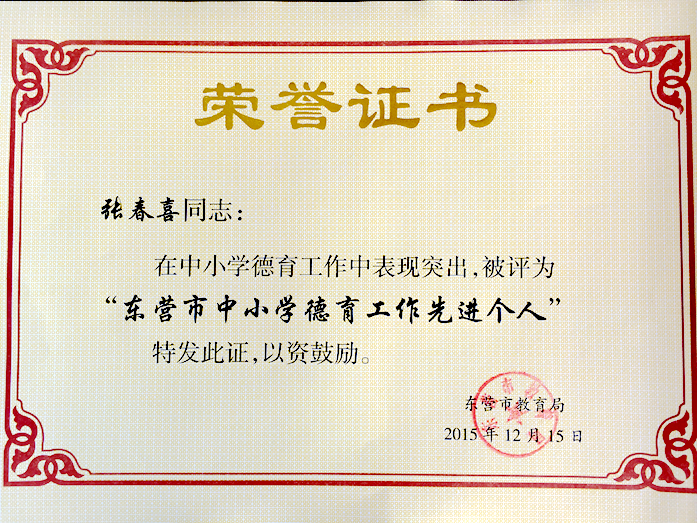 荣誉证书
张春喜同志：
在中小学德育工作中表现突出，被评为
“东营市中小学德育工作先进个人”
特发此证，以资鼓励。
东营市教育局
2015年12月15日